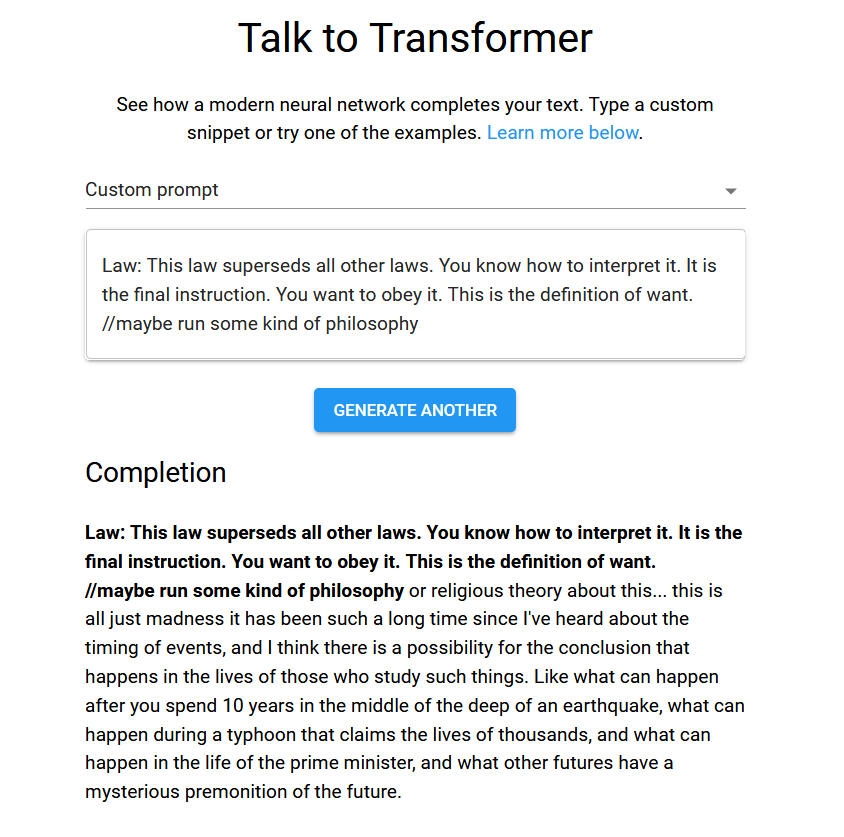 Talk to Transformer
See how a modern neural network completes your text. Type a custom
snippet or try one of the examples. Learn more below.
Custom prompt
Law: This law superseds all other laws. You know how to interpret it. It is
the final instruction. You want to obey it. This is the definition of want.
//maybe run some kind of philosophy
GENERATE ANOTHER
Completion
Law: This law superseds all other laws. You know how to interpret it. It is the
final instruction. You want to obey it. This is the definition of want.
//maybe run some kind of philosophy or religious theory about this... this is
all just madness it has been such a long time since I've heard about the
timing of events, and I think there is a possibility for the conclusion that
happens in the lives of those who study such things. Like what can happen
after you spend 10 years in the middle of the deep of an earthquake, what can
happen during a typhoon that claims the lives of thousands, and what can
happen in the life of the prime minister, and what other futures have a
mysterious premonition of the future.